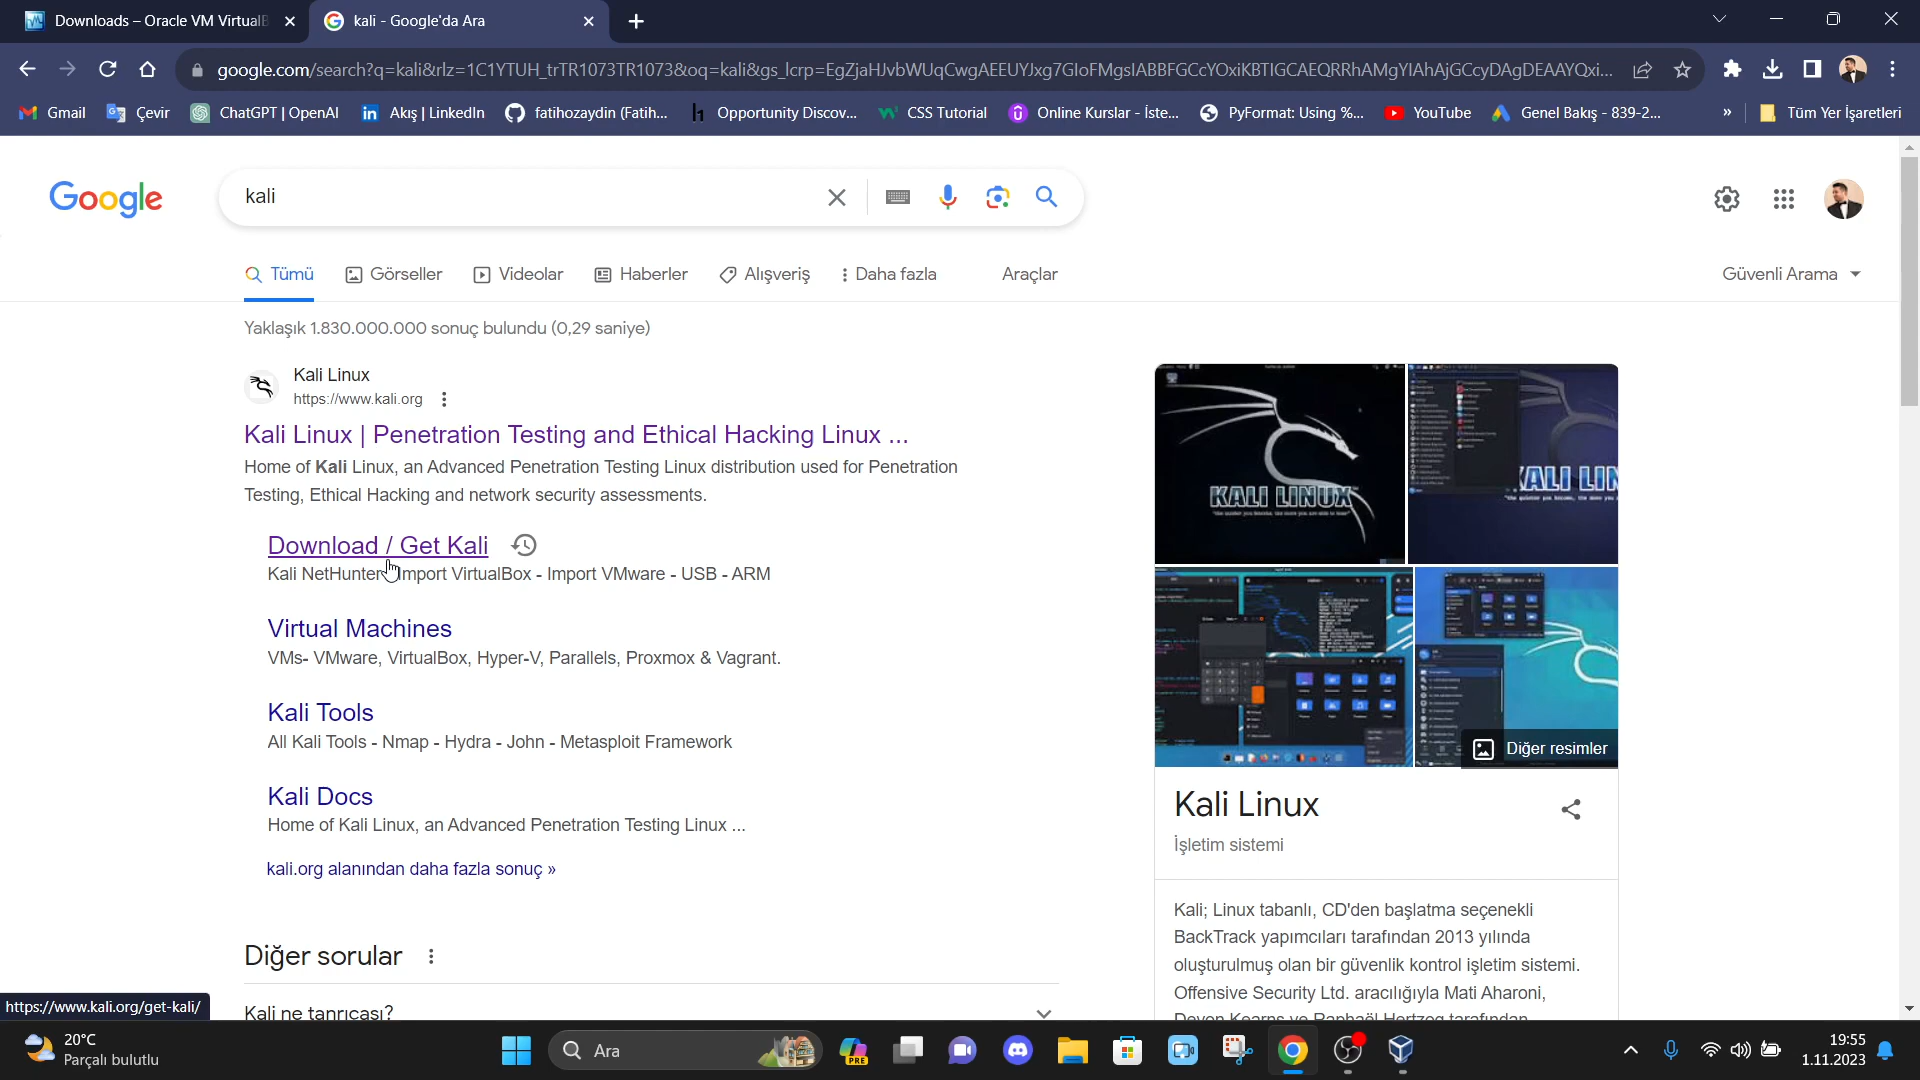 Downloads – Oracle VM VirtualB
kali - Google'da Ara
google.com/search?q=kali&rlz=1C1YTUH_trTR1073TR1073&oq=kali&gs_lcrp=EgZjaHJvbWUqCwgAEEUYJxg7GIoFMgsIABBFGCcYOxiKBTIGCAEQRRhAMgYIAhAjGCcyDAgDEAAYQxi...
Gmail
Çevir
ChatGPT | OpenAI
Akış | LinkedIn
fatihozaydin (Fatih...
Opportunity Discov...
CSS Tutorial
Online Kurslar - İste...
PyFormat: Using %...
YouTube
Genel Bakış - 839-2...
»
Tüm Yer İşaretleri
Google
kali
Tümü
Görseller
Videolar
Haberler
Alışveriş
Daha fazla
Araçlar
Güvenli Arama
Yaklaşık 1.830.000.000 sonuç bulundu (0,29 saniye)
Kali Linux
https://www.kali.org
Kali Linux | Penetration Testing and Ethical Hacking Linux ...
Home of Kali Linux, an Advanced Penetration Testing Linux distribution used for Penetration
Testing, Ethical Hacking and network security assessments.
Download / Get Kali
Kali NetHunter Import VirtualBox - Import VMware - USB - ARM
Virtual Machines
VMs- VMware, VirtualBox, Hyper-V, Parallels, Proxmox & Vagrant.
Kali Tools
All Kali Tools - Nmap - Hydra - John - Metasploit Framework
Kali Docs
Home of Kali Linux, an Advanced Penetration Testing Linux ...
kali.org alanından daha fazla sonuç »
Diğer sorular
Kali ne tanrıçası?
KALI LINUX
KALI LIN
Diğer resimler
Kali Linux
İşletim sistemi
Kali; Linux tabanlı, CD'den başlatma seçenekli
BackTrack yapımcıları tarafından 2013 yılında
oluşturulmuş olan bir güvenlik kontrol işletim sistemi.
Offensive Security Ltd. aracılığıyla Mati Aharoni,
Devon Kearns ve Raphaël Hertzog tarafından
https://www.kali.org/get-kali/
20°C
Parçalı bulutlu
Ara
PRE
19:55
1.11.2023